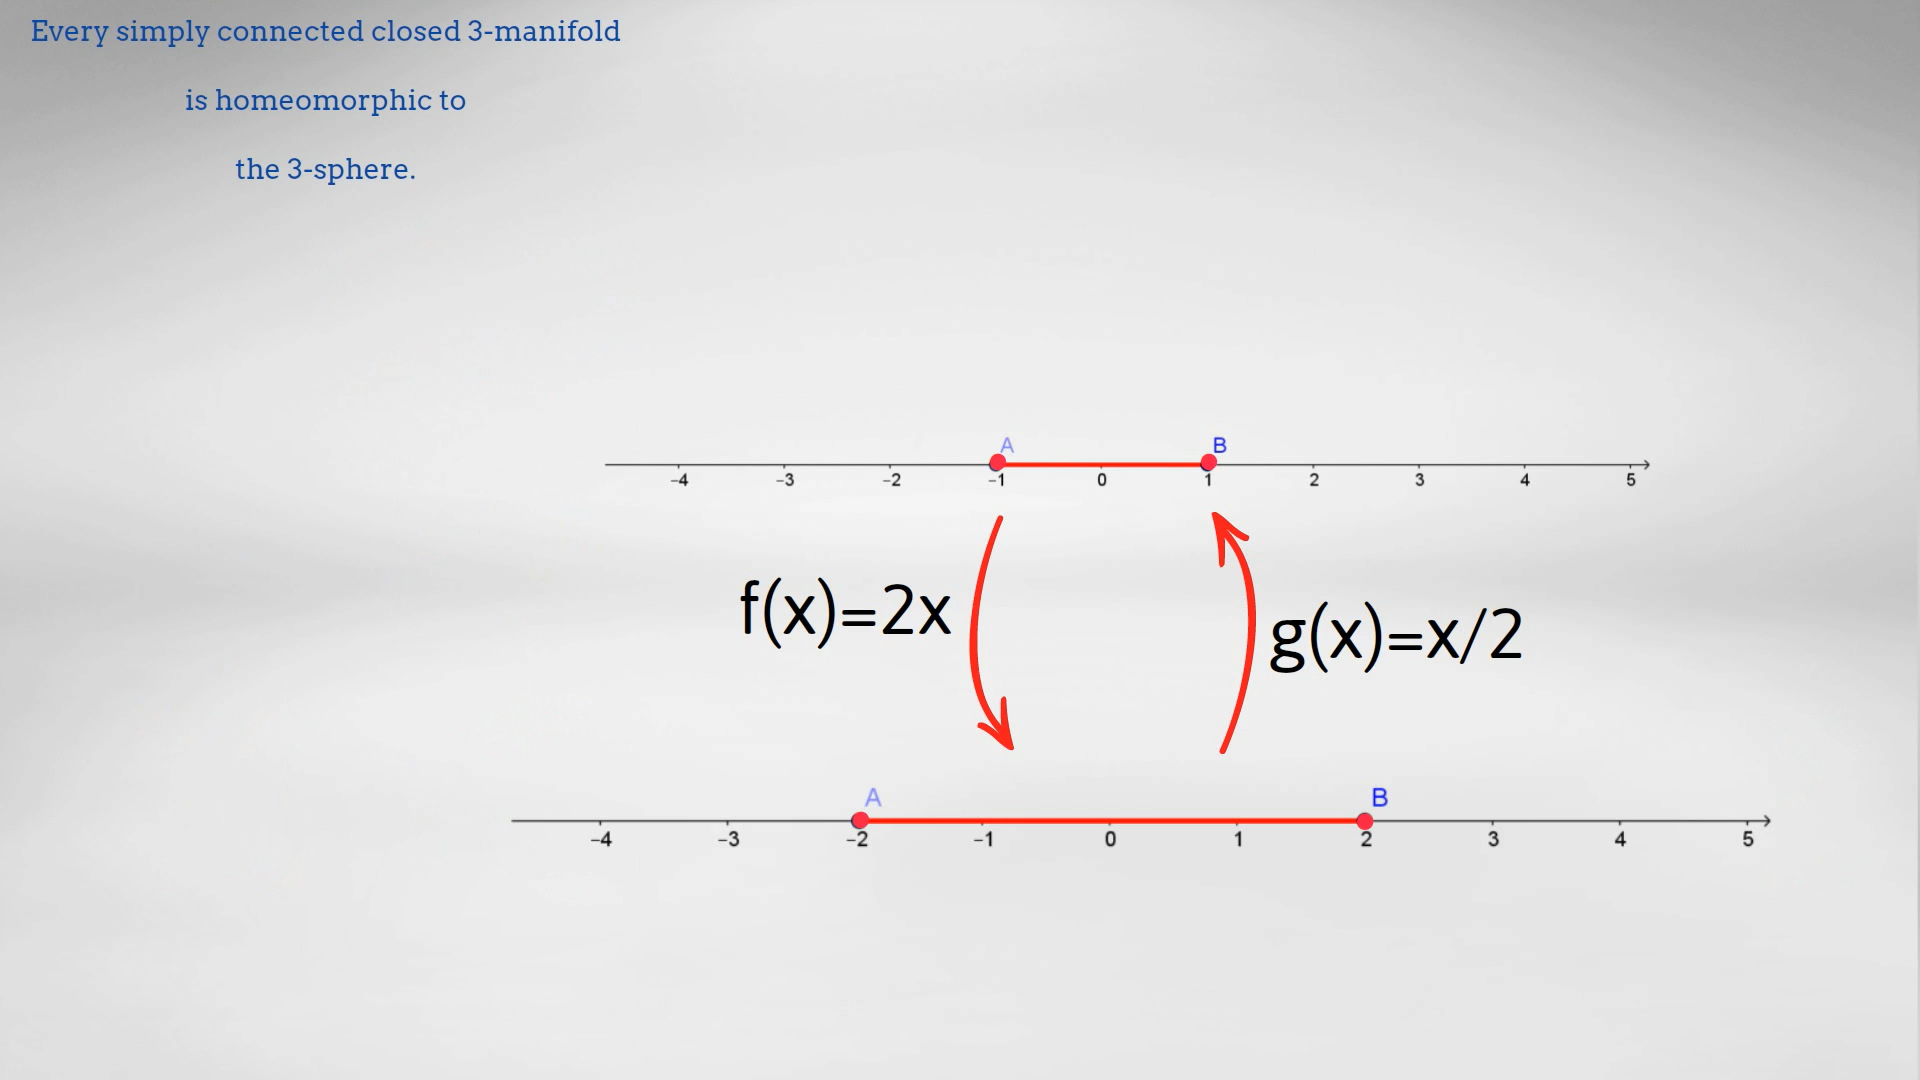 Every simply connected closed 3-manifold
is homeomorphic to
the 3-sphere.
A B
−4 −3 −2 −1 0 1 2 3 4 5
f(x)=2x
g(x)=x/2
A B
−4 −3 −2 −1 0 1 2 3 4 5